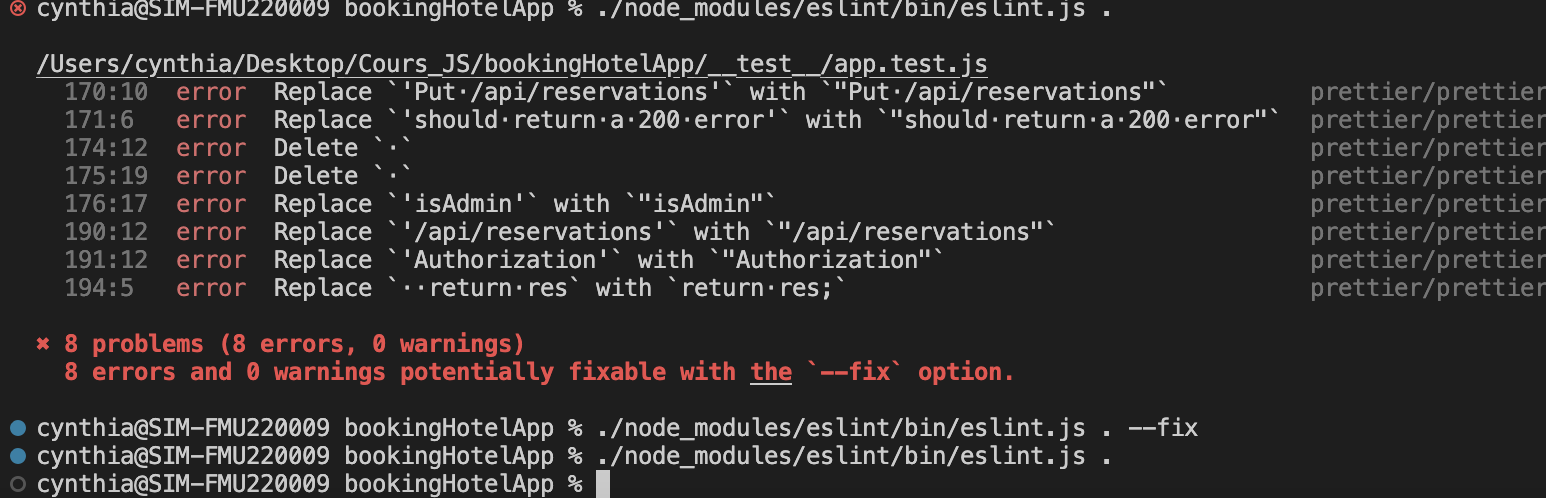 cynthia@SIM-FMU220009 bookingHotelApp % ./node_modules/eslint/bin/eslint.js .
/Users/cynthia/Desktop/Cours_JS/bookingHotelApp/__test__/app.test.js
170:10 error Replace `'Put·/api/reservations'` with `"Put·/api/reservations"` prettier/prettier
171:6 error Replace `'should·return·a·200·error'` with `"should·return·a·200·error"` prettier/prettier
174:12 error Delete `·` prettier/prettier
175:19 error Delete `·` prettier/prettier
176:17 error Replace `'isAdmin'` with `"isAdmin"` prettier/prettier
190:12 error Replace `'/api/reservations'` with `"/api/reservations"` prettier/prettier
191:12 error Replace `'Authorization'` with `"Authorization"` prettier/prettier
194:5 error Replace `··return·res` with `return·res;` prettier/prettier
✖ 8 problems (8 errors, 0 warnings)
8 errors and 0 warnings potentially fixable with the `--fix` option.
cynthia@SIM-FMU220009 bookingHotelApp % ./node_modules/eslint/bin/eslint.js . --fix
cynthia@SIM-FMU220009 bookingHotelApp % ./node_modules/eslint/bin/eslint.js .
cynthia@SIM-FMU220009 bookingHotelApp %